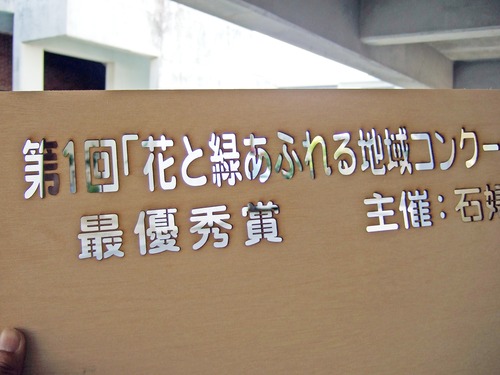 第1回「花と緑あふれる地域コンクー
最優秀賞 主催:石